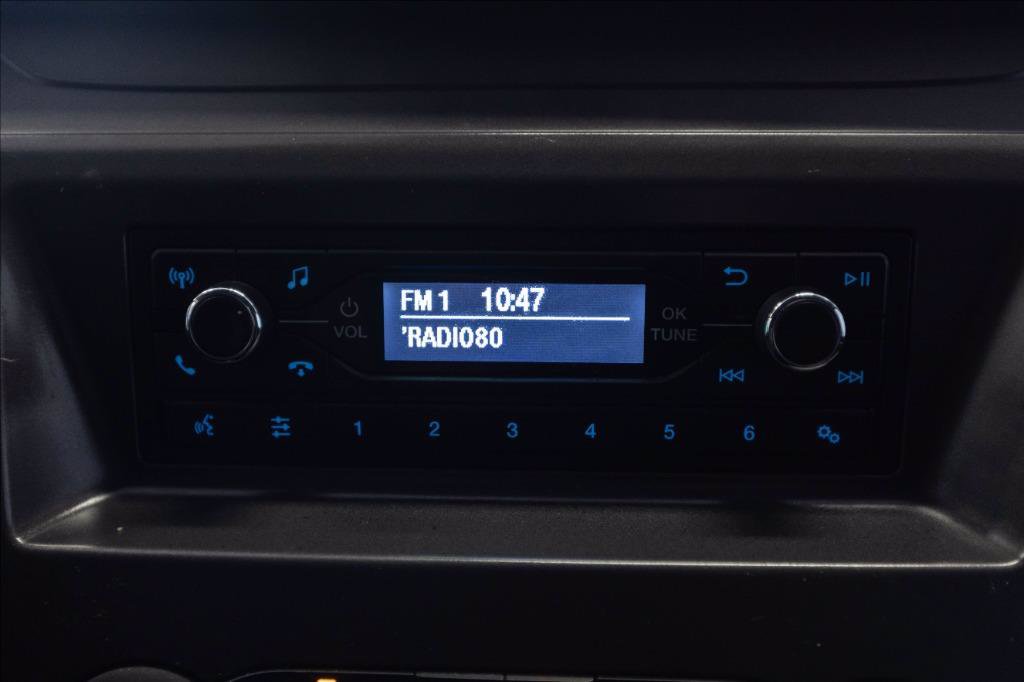 FM 1 10:47
'RADIO80
VOL
OK
TUNE
1 2 3 4 5 6